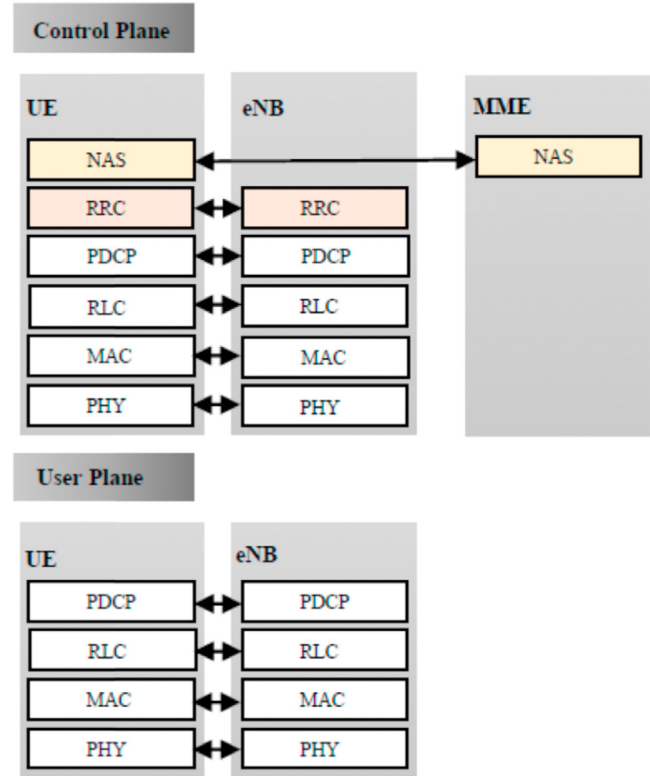 Control Plane
UE eNB MME
NAS NAS
RRC RRC
PDCP PDCP
RLC RLC
MAC MAC
PHY PHY
User Plane
UE eNB
PDCP PDCP
RLC RLC
MAC MAC
PHY PHY